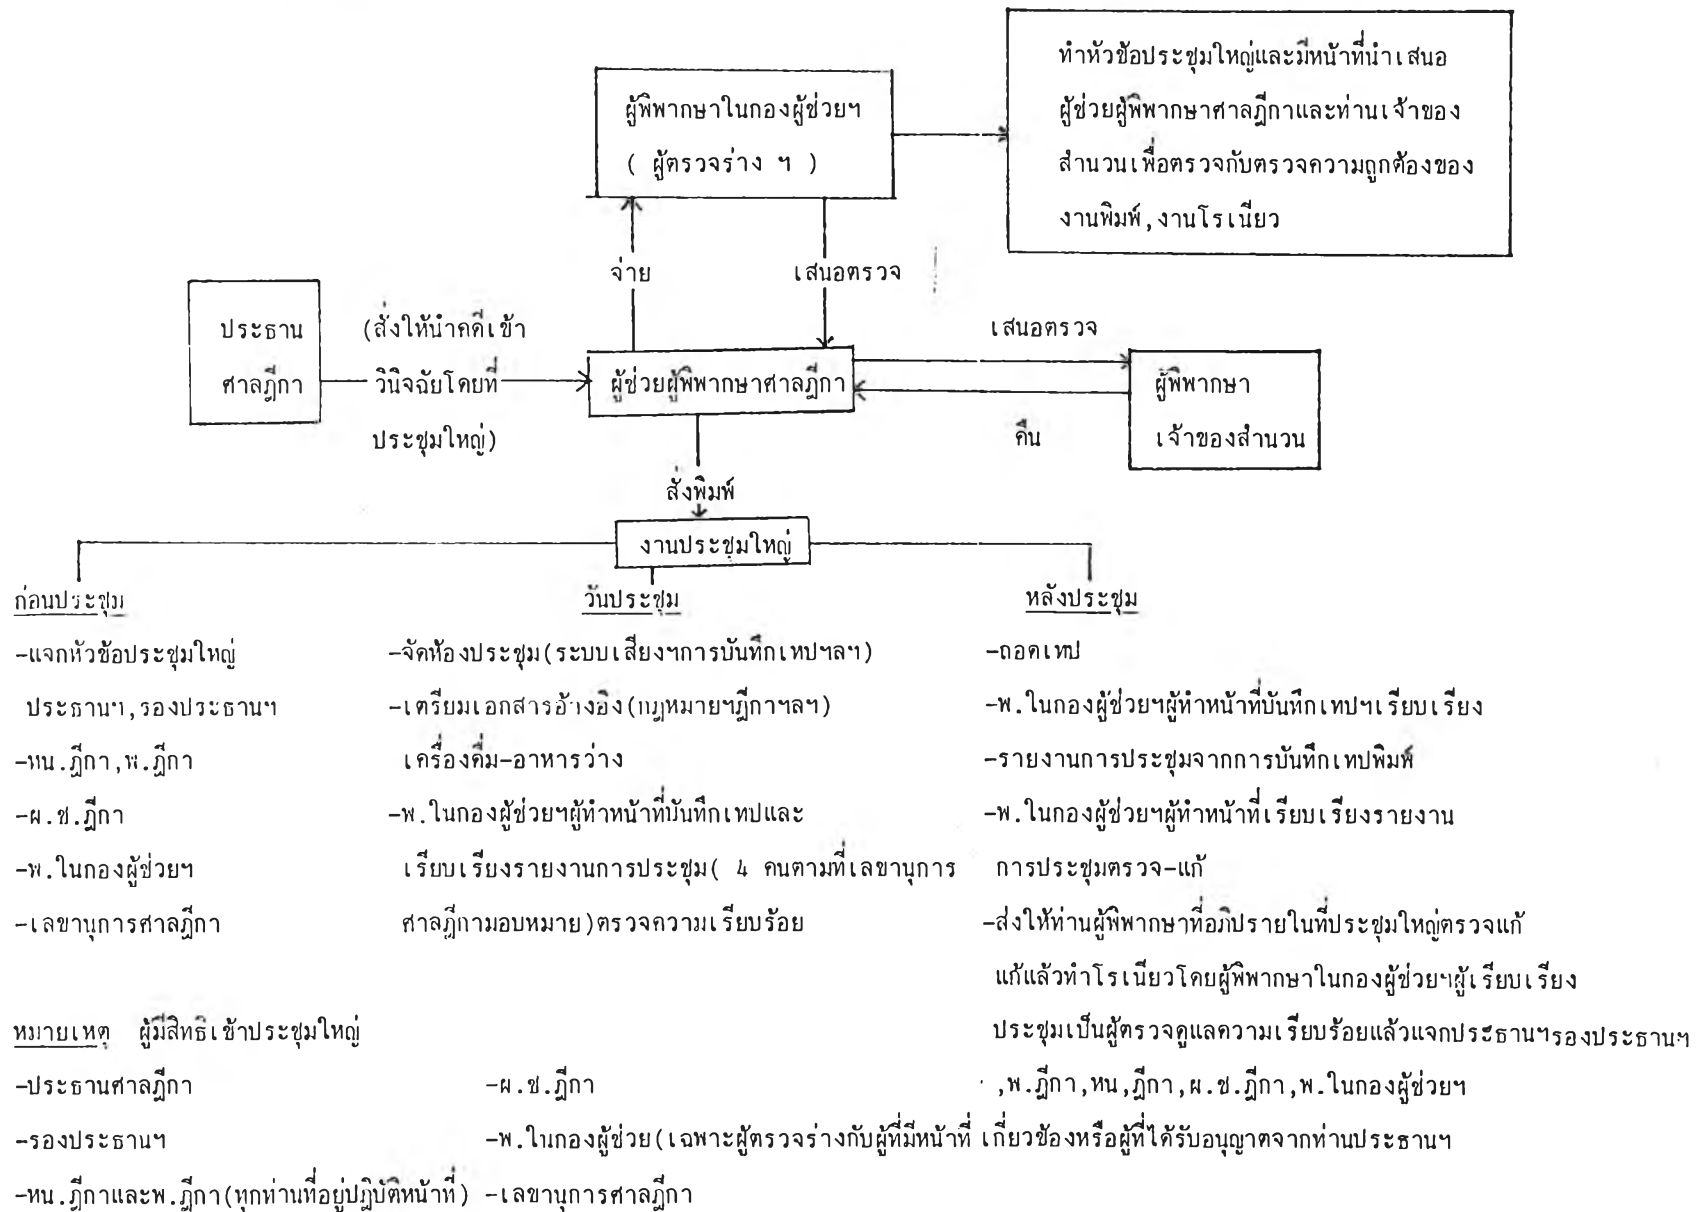 ทำหัวข้อประชุมใหญ่และมีหน้าที่นำเสนอ
ผู้ช่วยผู้พิพากษาศาลฎีกาและท่านเจ้าของ
สำนวนเพื่อตรวจกับตรวจความถูกต้องของ
งานพิมพ์,งานโรเนียว
ผู้พิพากษาในกองผู้ช่วยฯ
( ผู้ตรวจร่าง ฯ )
จ่าย
เสนอตรวจ
ประธาน
ศาลฎีกา
(สั่งให้นำคดีเข้า
วินิจฉัยโดยที่
ประชุมใหญ่)
ผู้ช่วยผู้พิพากษาศาลฎีกา
เสนอตรวจ
คืน
ผู้พิพากษา
เจ้าของสำนวน
สั่งพิมพ์
งานประชุมใหญ่
ก่อนประชุม
-แจกหัวข้อประชุมใหญ่
ประธานฯ,รองประธานฯ
-หน.ฎีกา,พ.ฎีกา
-ผ.ช.ฎีกา
-พ.ในกองผู้ช่วยฯ
-เลขานุการศาลฎีกา
วันประชุม
-จัดห้องประชุม(ระบบเสียงฯการบันทึกเทปฯลฯ)
-เตรียมเอกสารอ้างอิง(กฎหมายฯฎีกาฯลฯ)
เครื่องดื่ม-อาหารว่าง
-พ.ในกองผู้ช่วยฯผู้ทำหน้าที่บันทึกเทปและ
เรียบเรียงรายงานการประชุม( 4 คนตามที่เลขานุการ
ศาลฎีกามอบหมาย)ตรวจความเรียบร้อย
หลังประชุม
-ถอดเทป
-พ.ในกองผู้ช่วยฯผู้ทำหน้าที่บันทึกเทปฯเรียบเรียง
-รายงานการประชุมจากการบันทึกเทปพิมพ์
-พ.ในกองผู้ช่วยฯผู้ทำหน้าที่เรียบเรียงรายงาน
การประชุมตรวจ-แก้
-ส่งให้ท่านผู้พิพากษาที่อภิปรายในที่ประชุมใหญ่ตรวจแก้
แก้แล้วทำโรเนียวโดยผู้พิพากษาในกองผู้ช่วยฯผู้เรียบเรียง
ประชุมเป็นผู้ตรวจดูแลความเรียบร้อยแล้วแจกประธานฯรองประธานฯ
,พ.ฎีกา,หน,ฎีกา,ผ.ช.ฎีกา,พ.ในกองผู้ช่วยฯ
หมายเหตุ ผู้มีสิทธิเข้าประชุมใหญ่
-ประธานศาลฎีกา
-รองประธานฯ
-หน.ฎีกาและพ.ฎีกา(ทุกท่านที่อยู่ปฏิบัติหน้าที่)
-ผ.ช.ฎีกา
-พ.ในกองผู้ช่วย(เฉพาะผู้ตรวจร่างกับผู้ที่มีหน้าที่ เกี่ยวข้องหรือผู้ที่ได้รับอนุญาตจากท่านประธานฯ
-เลขานุการศาลฎีกา